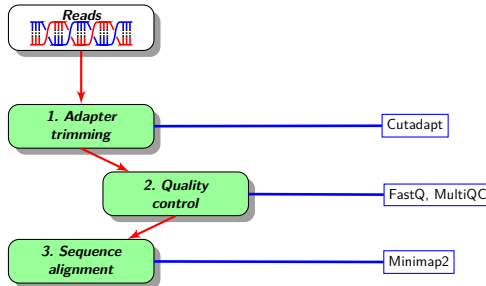 Reads
1. Adapter
trimming
Cutadapt
2. Quality
control
FastQ, MultiQC
3. Sequence
alignment
Minimap2